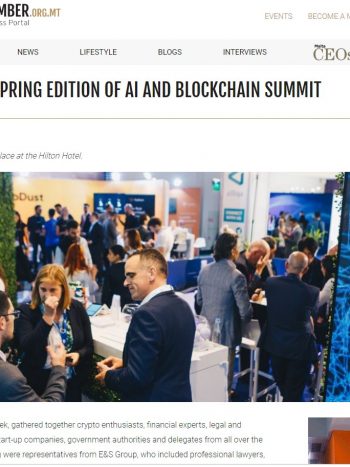 MBER.ORG.MT
ss Portal
EVENTS
BECOME A M
NEWS
LIFESTYLE
BLOGS
INTERVIEWS
CEOs
PRING EDITION OF AI AND BLOCKCHAIN SUMMIT
lace at the Hilton Hotel.
oDust
ek, gathered together crypto enthusiasts, financial experts, legal and
tart-up companies, government authorities and delegates from all over the
g were representatives from E&S Group, who included professional lawyers,